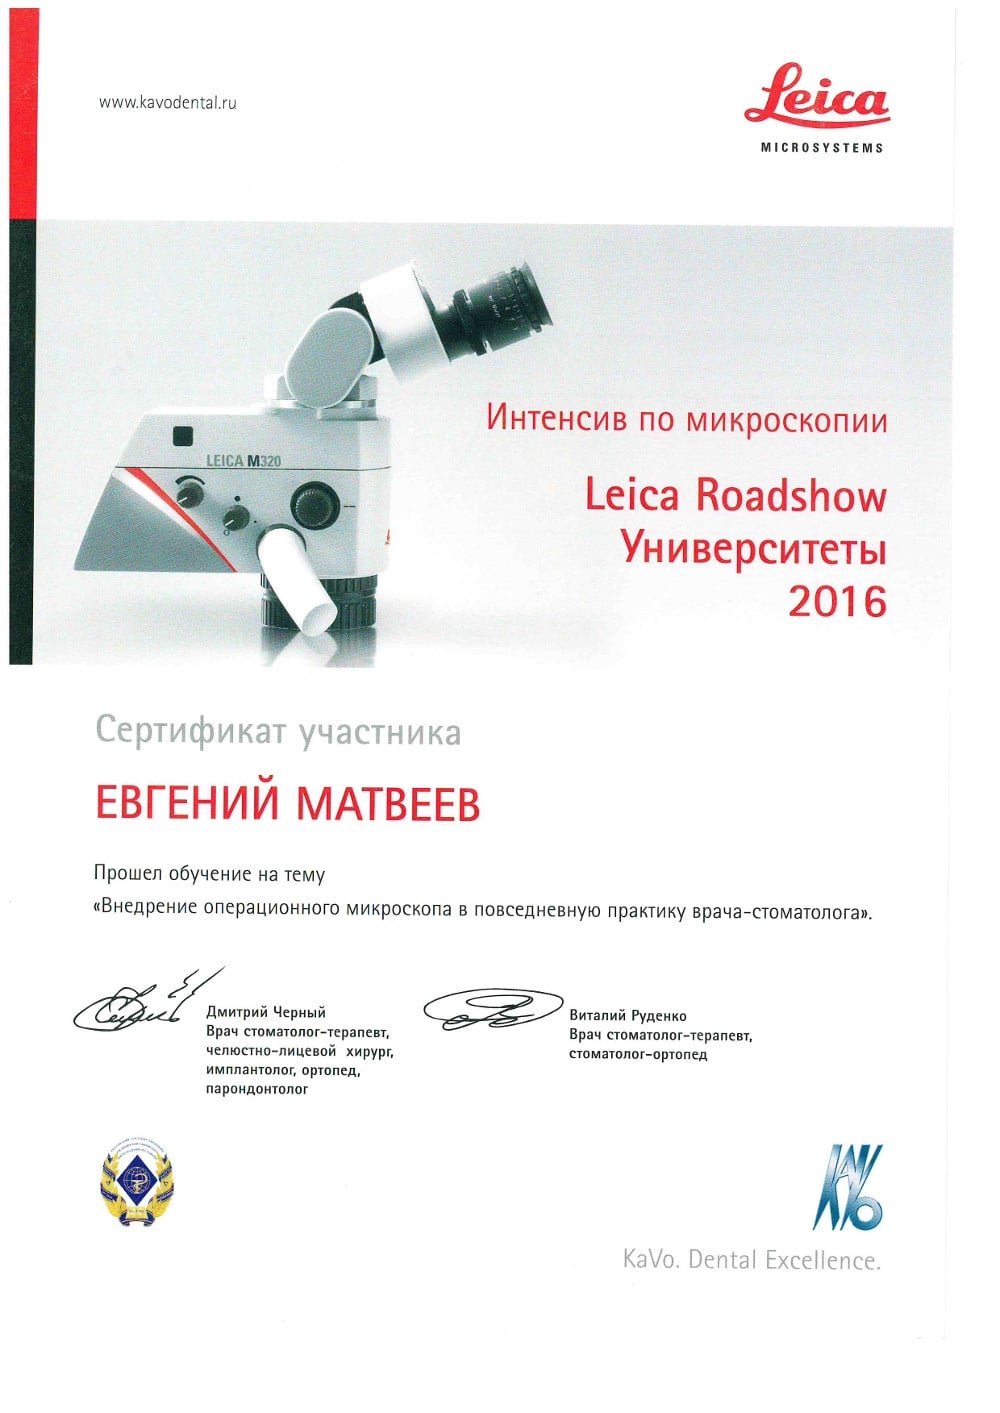 www.kavodental.ru
Leica
MICROSYSTEMS
LEICA M320
Интенсив по микроскопии
Leica Roadshow
Университеты
2016
Сертификат участника
ЕВГЕНИЙ МАТВЕЕВ
Прошел обучение на тему
«Внедрение операционного микроскопа в повседневную практику врача-стоматолога».
Дмитрий Черный
Врач стоматолог-терапевт,
челюстно-лицевой хирург,
имплантолог, ортопед,
парондонтолог
Виталий Руденко
Врач стоматолог-терапевт,
стоматолог-ортопед
KaVo
KaVo. Dental Excellence.